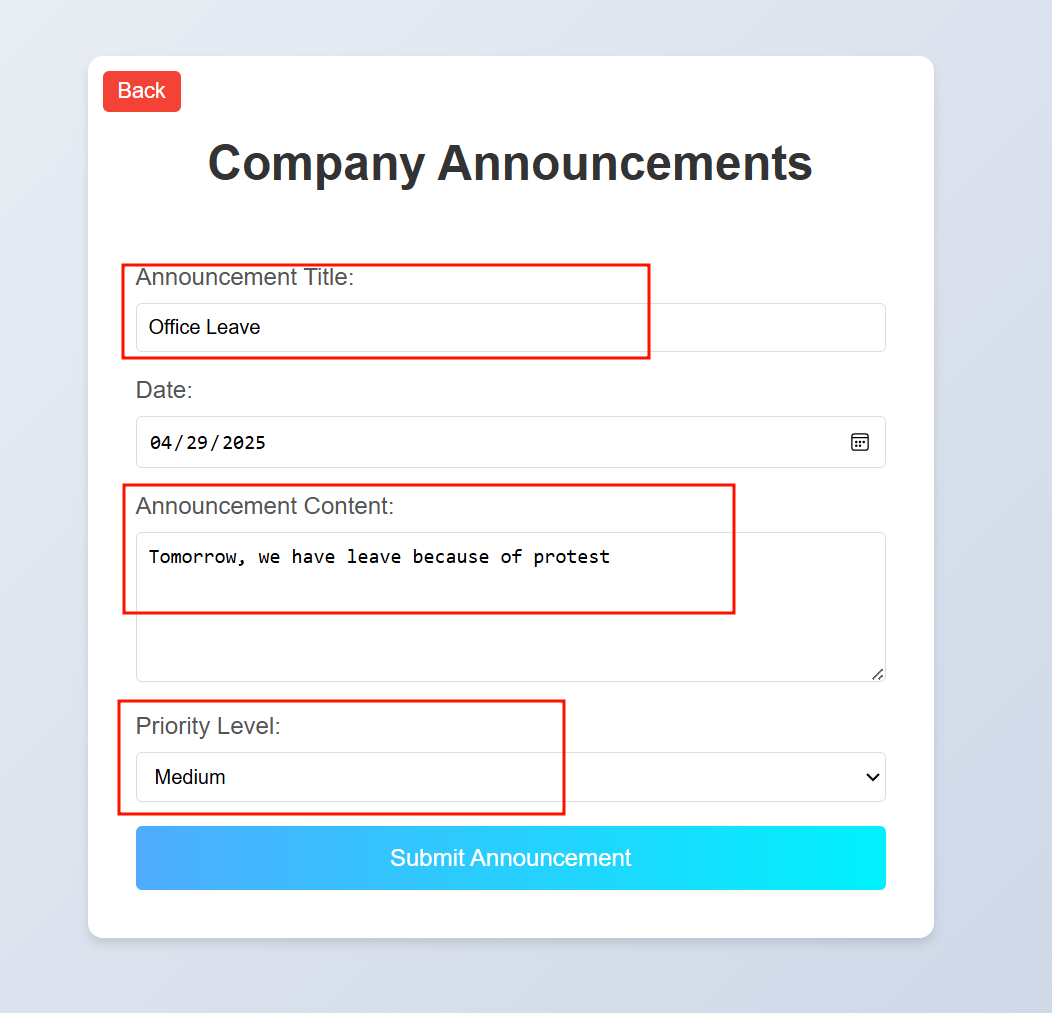 Back
Company Announcements
Announcement Title:
Office Leave
Date:
04/29/2025
Announcement Content:
Tomorrow, we have leave because of protest
Priority Level:
Medium
Submit Announcement